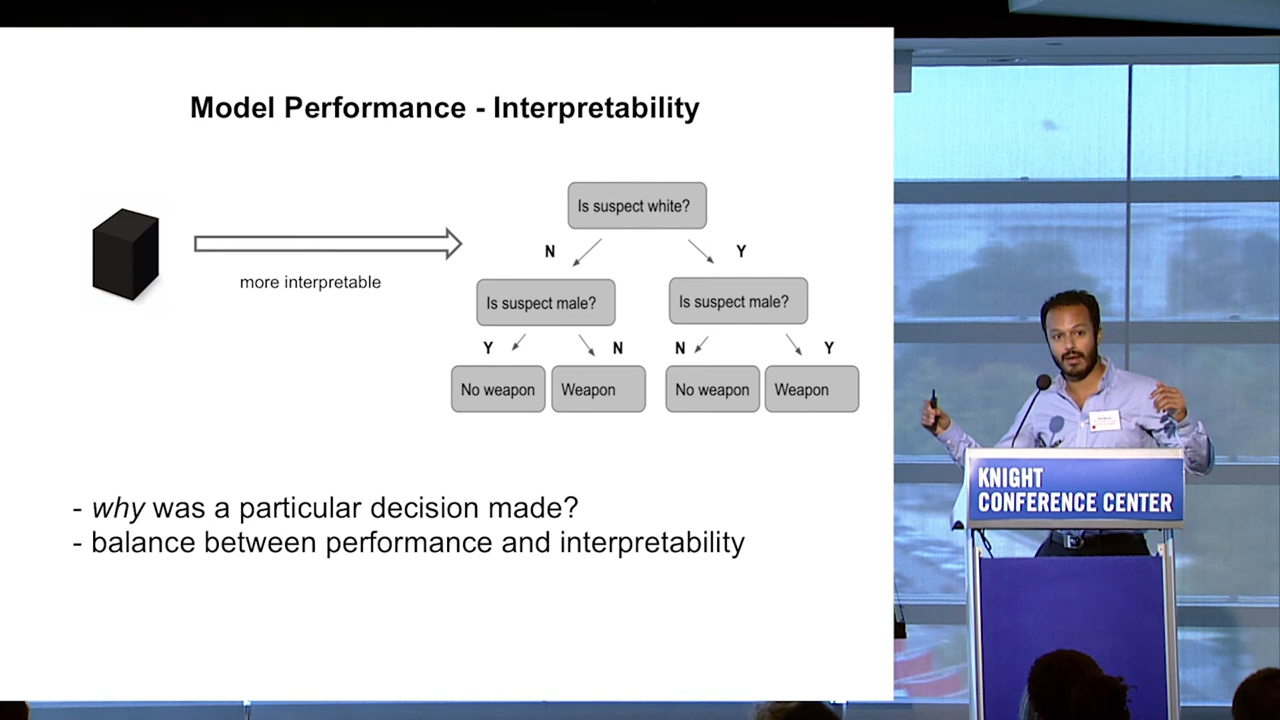 Model Performance - Interpretability
Is suspect white?
N
Y
more interpretable
Is suspect male?
Is suspect male?
Y
N
N
Y
No weapon
Weapon
No weapon
Weapon
- why was a particular decision made?
- balance between performance and interpretability
KNIGHT
CONFERENCE CENTER